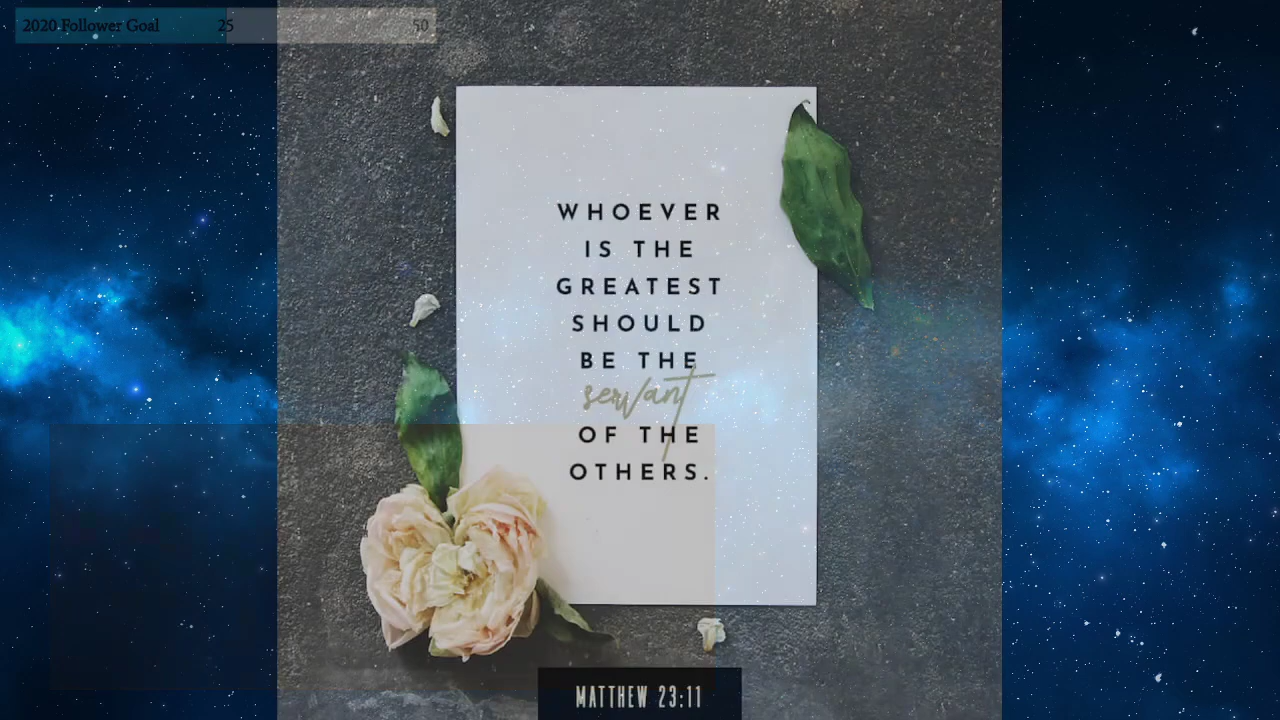 2020 Follower Goal 25 50
WHOEVER
IS THE
GREATEST
SHOULD
BE THE
servant
OF THE
OTHERS.
MATTHEW 23:11